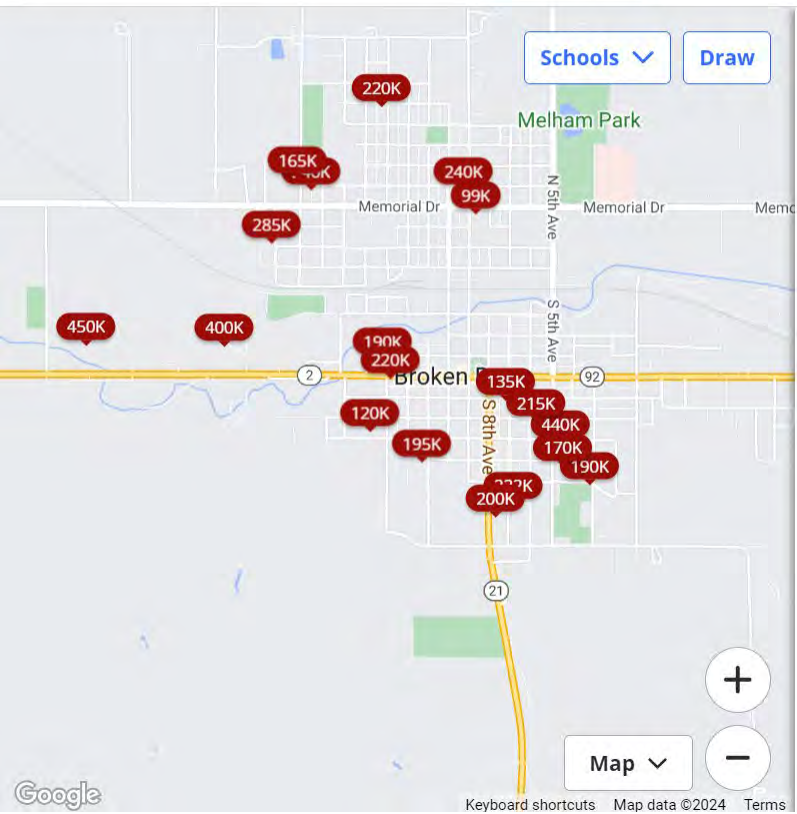 Schools
Draw
220K
Melham Park
165K
240K
99K
N 5th Ave
Memorial Dr
Memorial Dr
285K
450K
400K
S 5th Ave
190K
220K
2
Broken
135K
92
215K
120K
S 8th Ave
440K
195K
170K
190K
200K
21
Map
Google
Keyboard shortcuts
Map data ©2024
Terms